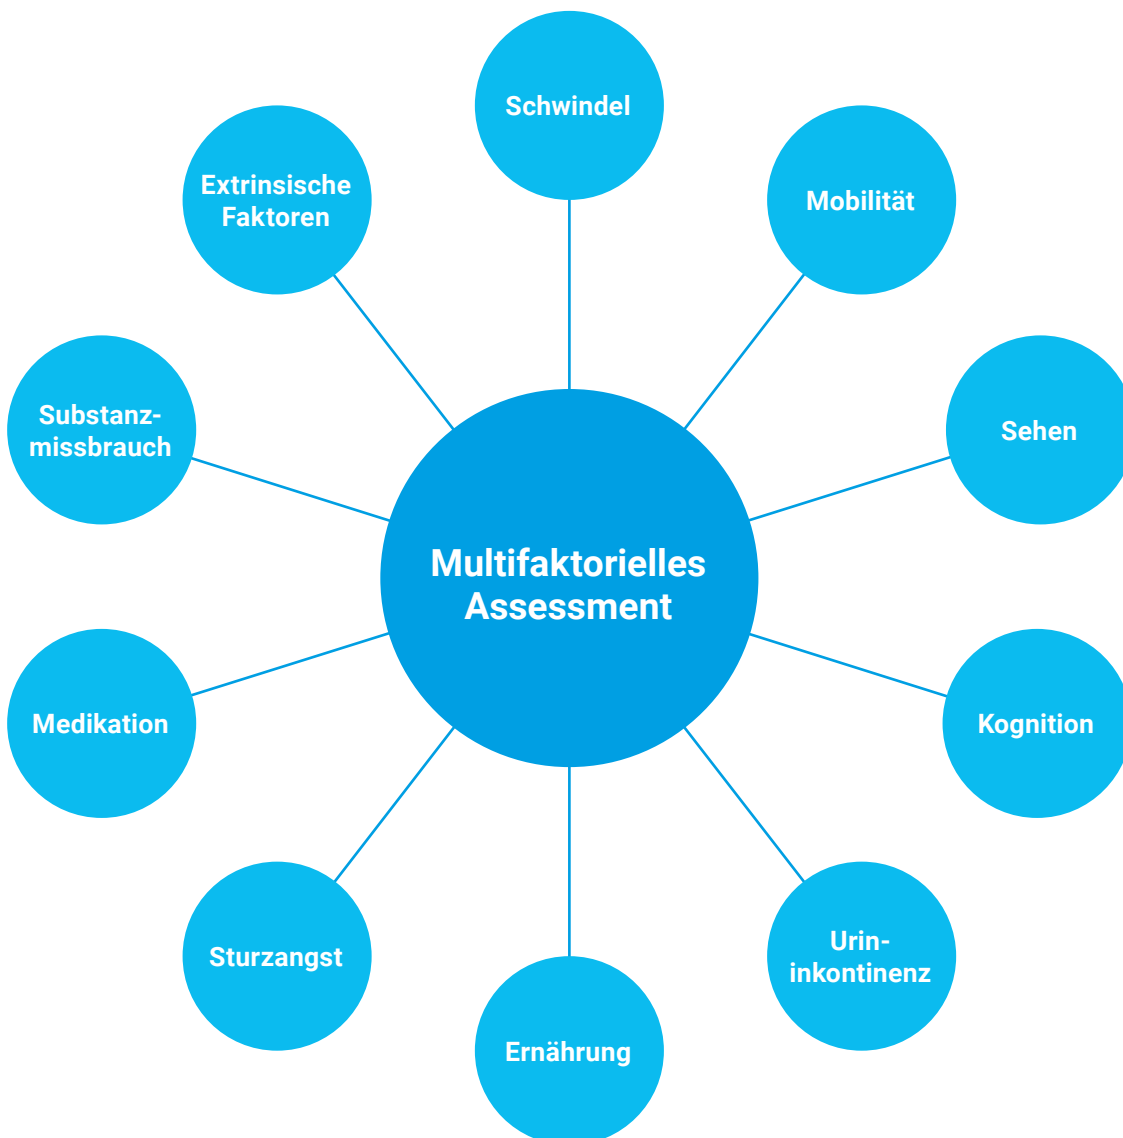 Schwindel
Extrinsische
Faktoren
Mobilität
Substanz-
missbrauch
Sehen
Multifaktorielles
Assessment
Medikation
Kognition
Sturzangst
Urin-
inkontinenz
Ernährung